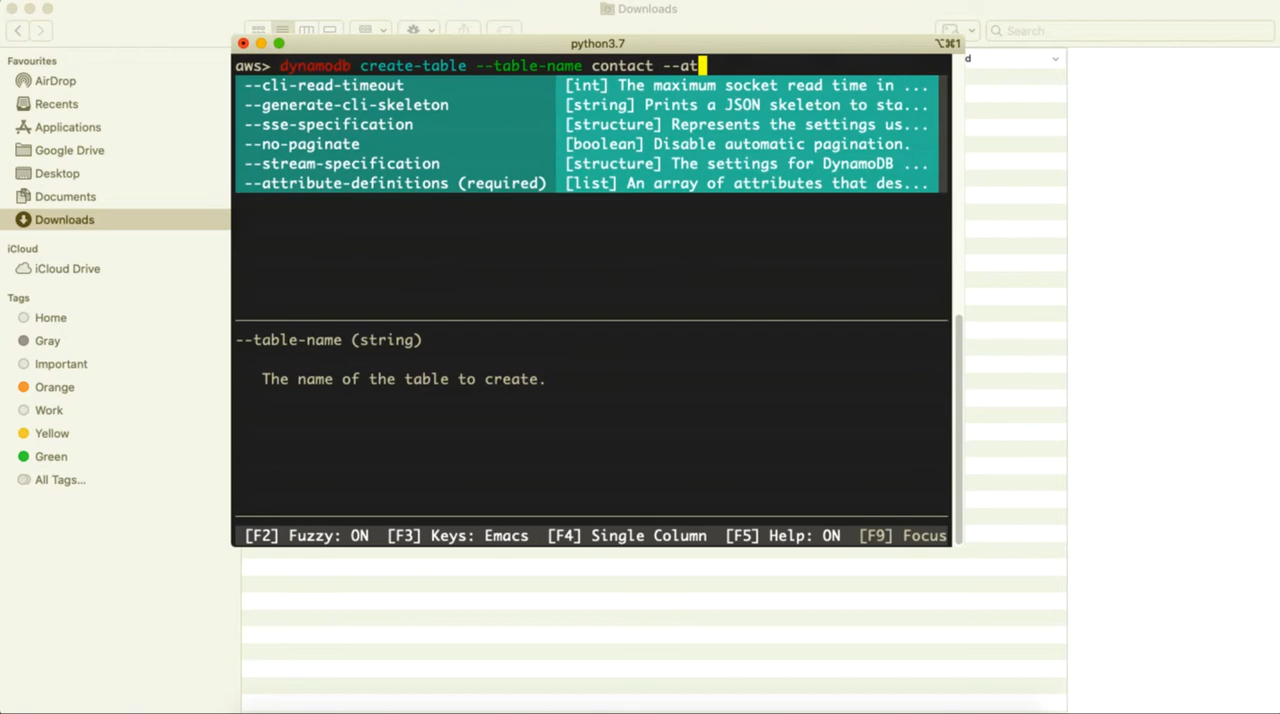 Downloads
Search
Favourites
AirDrop
Recents
Applications
Google Drive
Desktop
Documents
Downloads
iCloud
iCloud Drive
Tags
Home
Gray
Important
Orange
Work
Yellow
Green
All Tags...
d
python3.7
⌥⌘1
aws> dynamodb create-table --table-name contact --at
--cli-read-timeout [int] The maximum socket read time in ...
--generate-cli-skeleton [string] Prints a JSON skeleton to sta...
--sse-specification [structure] Represents the settings us...
--no-paginate [boolean] Disable automatic pagination.
--stream-specification [structure] The settings for DynamoDB ...
--attribute-definitions (required) [list] An array of attributes that des...
--table-name (string)
The name of the table to create.
[F2] Fuzzy: ON [F3] Keys: Emacs [F4] Single Column [F5] Help: ON [F9] Focus